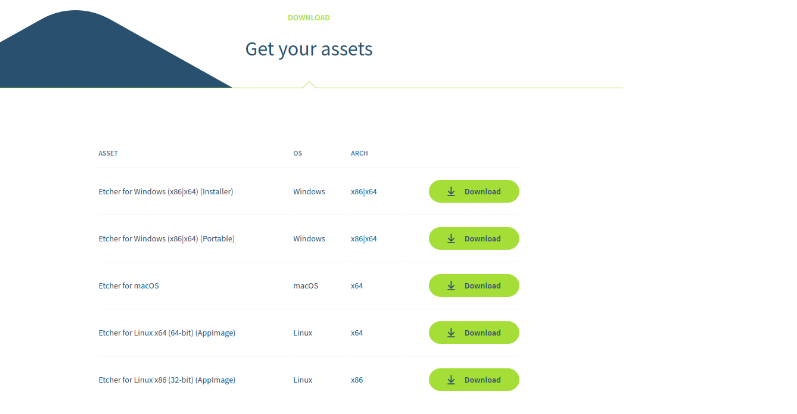 DOWNLOAD
Get your assets
ASSET OS ARCH
Etcher for Windows (x86|x64) (Installer) Windows x86|x64 Download
Etcher for Windows (x86|x64) (Portable) Windows x86|x64 Download
Etcher for macOS macOS x64 Download
Etcher for Linux x64 (64-bit) (AppImage) Linux x64 Download
Etcher for Linux x86 (32-bit) (AppImage) Linux x86 Download